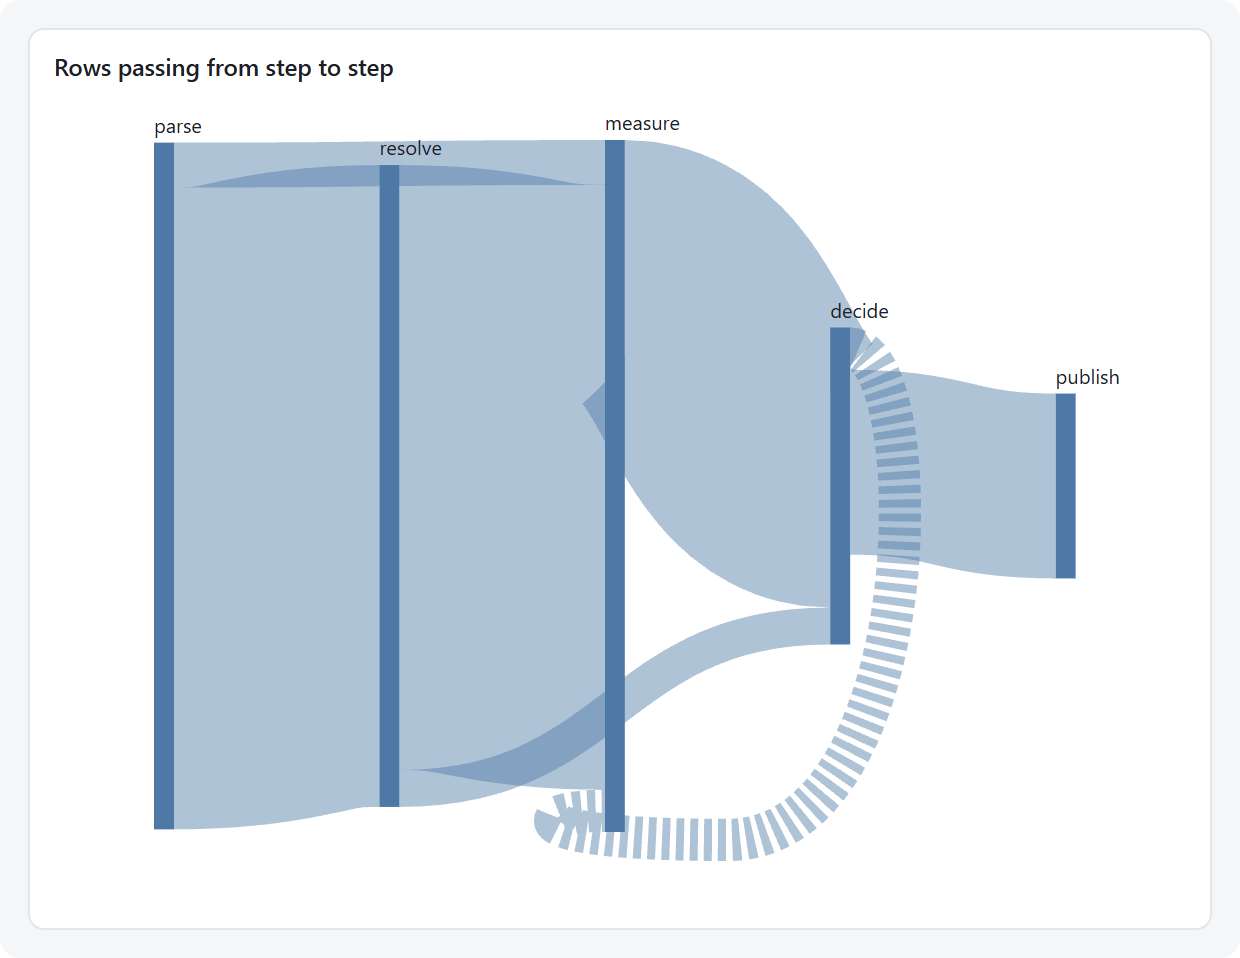 Rows passing from step to step
parse
resolve
measure
decide
publish